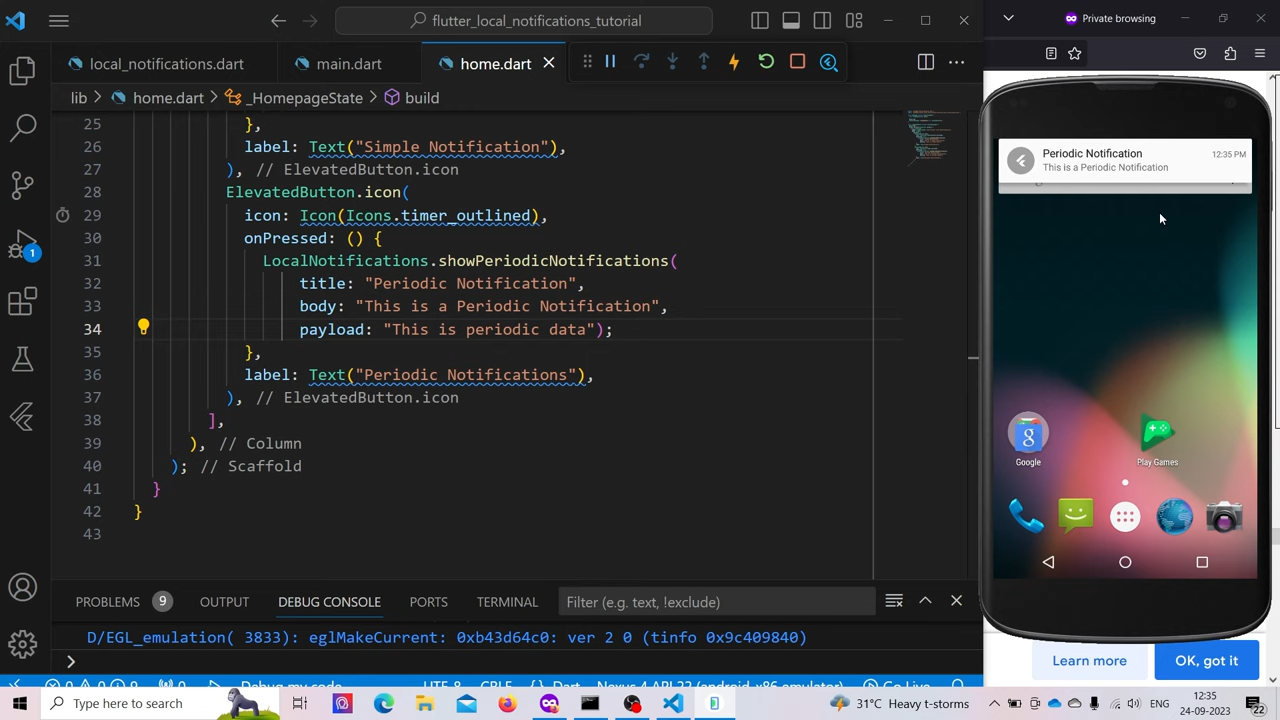 flutter_local_notifications_tutorial
Private browsing
local_notifications.dart
main.dart
home.dart
lib > home.dart > _HomepageState > build
25 },
26 label: Text("Simple Notification"),
27 ), // ElevatedButton.icon
28 ElevatedButton.icon(
29 icon: Icon(Icons.timer_outlined),
30 onPressed: () {
31 LocalNotifications.showPeriodicNotifications(
32 title: "Periodic Notification",
33 body: "This is a Periodic Notification",
34 payload: "This is periodic data");
35 },
36 label: Text("Periodic Notifications"),
37 ), // ElevatedButton.icon
38 ],
39 ), // Column
40 ); // Scaffold
41 }
42 }
43
1
PROBLEMS 9
OUTPUT
DEBUG CONSOLE
PORTS
TERMINAL
Filter (e.g. text, !exclude)
D/EGL_emulation( 3833): eglMakeCurrent: 0xb43d64c0: ver 2 0 (tinfo 0x9c409840)
>
Periodic Notification
12:35 PM
This is a Periodic Notification
8
Google
Play Games
Learn more
OK, got it
Type here to search
31°C Heavy t-storms
ENG
12:35
24-09-2023
22